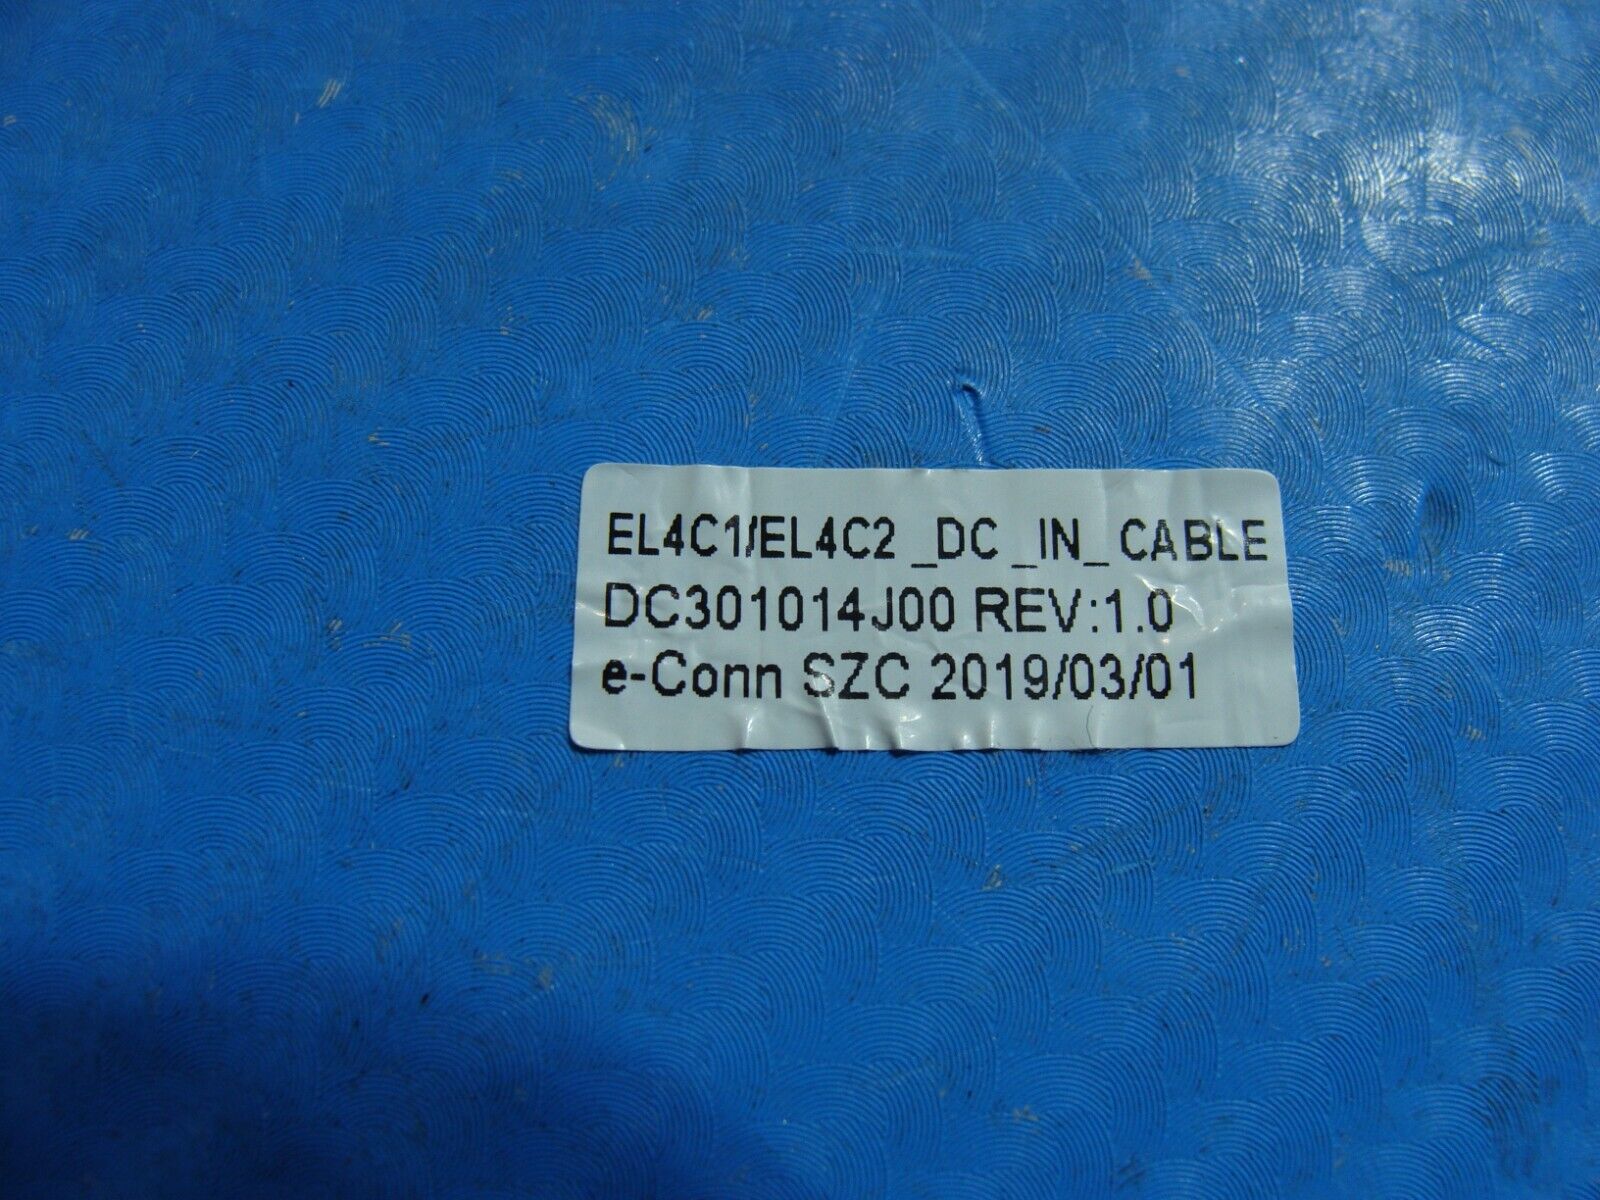 EL4C1/EL4C2 _DC _IN_ CABLE
DC301014J00 REV:1.0
e-Conn SZC 2019/03/01